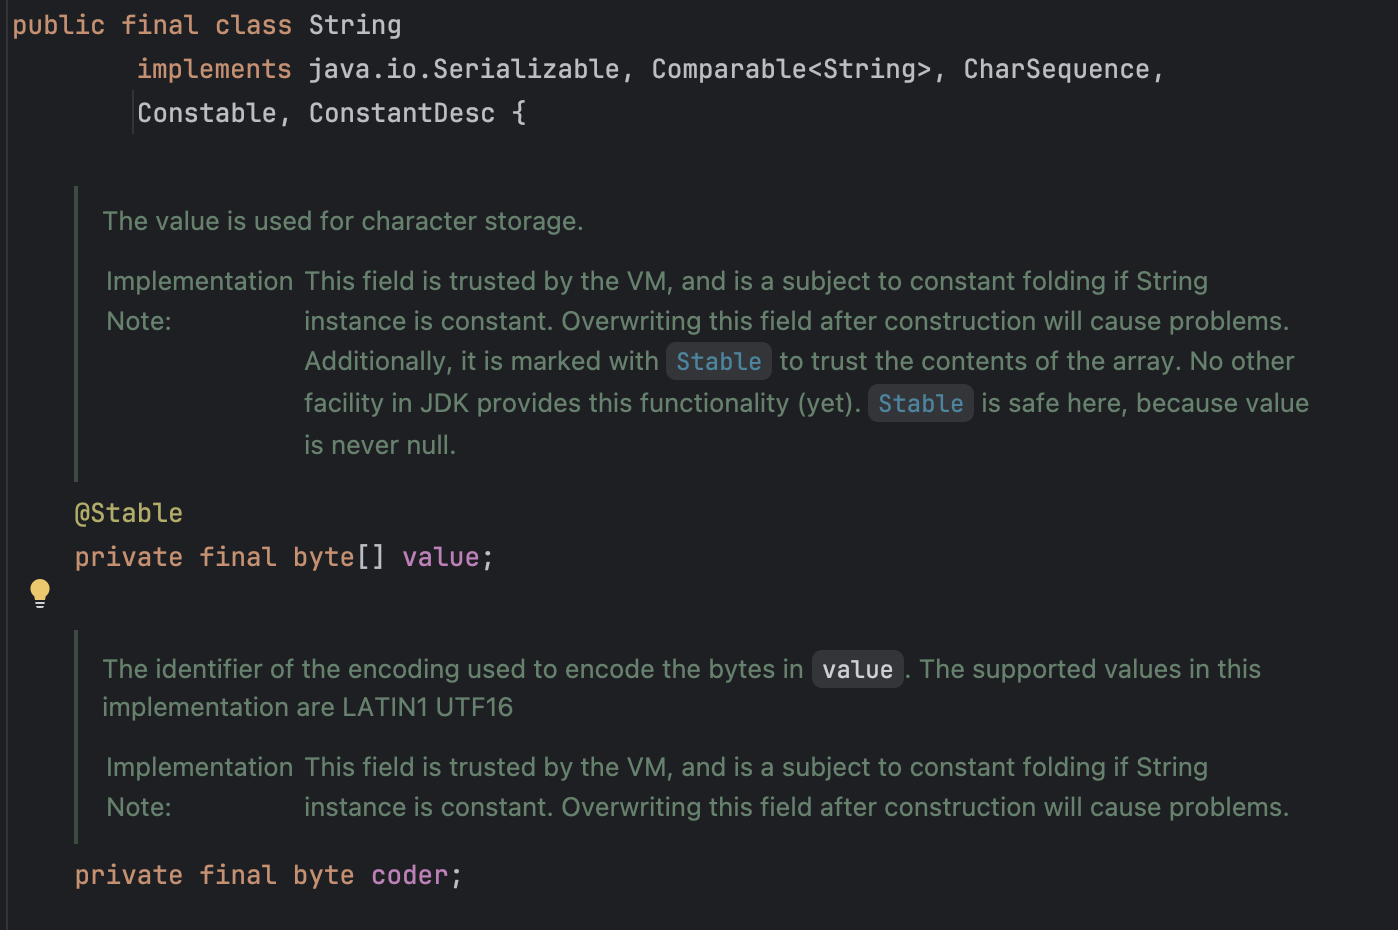 public final class String
implements java.io.Serializable, Comparable<String>, CharSequence,
Constable, ConstantDesc {
The value is used for character storage.
Implementation Note:
This field is trusted by the VM, and is a subject to constant folding if String
instance is constant. Overwriting this field after construction will cause problems.
Additionally, it is marked with Stable to trust the contents of the array. No other
facility in JDK provides this functionality (yet). Stable is safe here, because value
is never null.
@Stable
private final byte[] value;
The identifier of the encoding used to encode the bytes in value. The supported values in this
implementation are LATIN1 UTF16
Implementation Note:
This field is trusted by the VM, and is a subject to constant folding if String
instance is constant. Overwriting this field after construction will cause problems.
private final byte coder;